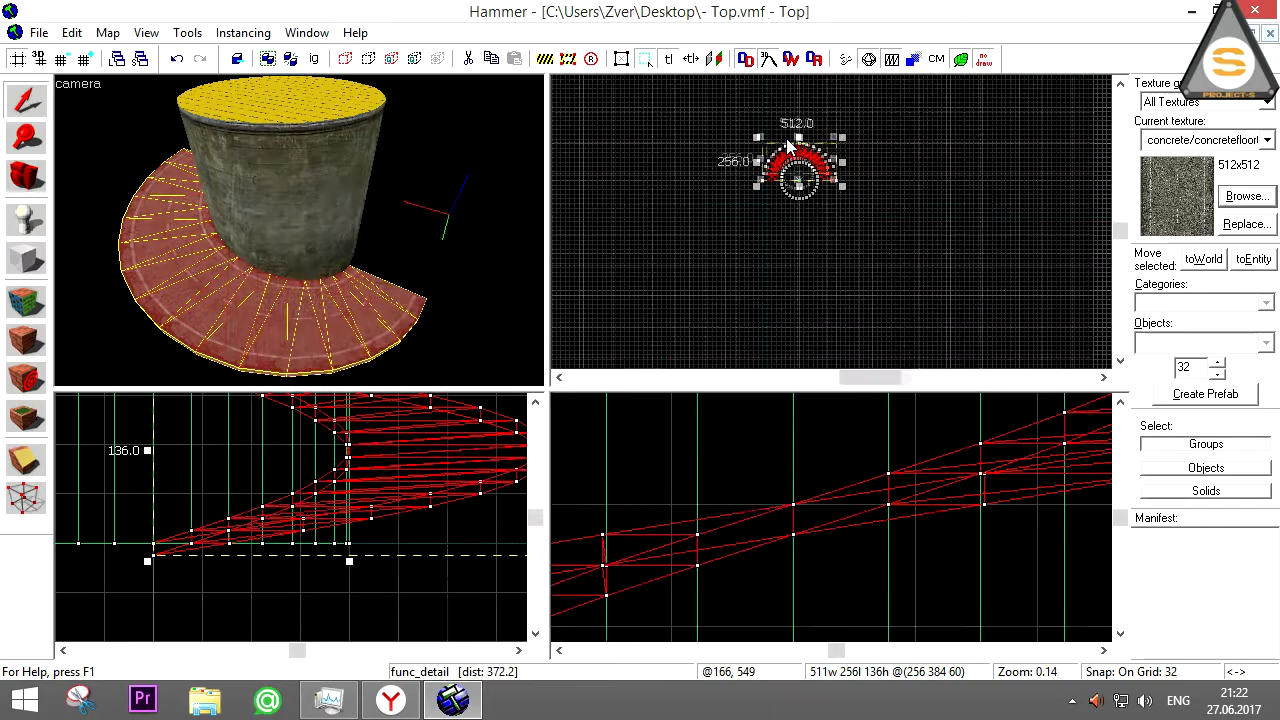 Hammer - [C:\Users\Zver\Desktop\- Top.vmf - Top]
File Edit Map View Tools Instancing Window Help
camera
512.0
256.0
136.0
S
PROJECT-S
All Textures
Current texture:
concrete/concretefloor
512x512
Browse...
Replace...
Move
selected:
toWorld
toEntity
Categories:
Objects:
32
Create Prefab
Select:
Groups
Objects
Solids
Manifest:
For Help, press F1
func_detail [dist: 372.2]
@166, 549
511w 256l 136h @(256 384 60)
Zoom: 0.14
Snap: On Grid: 32
<->
Pr
Y
ENG
21:22
27.06.2017